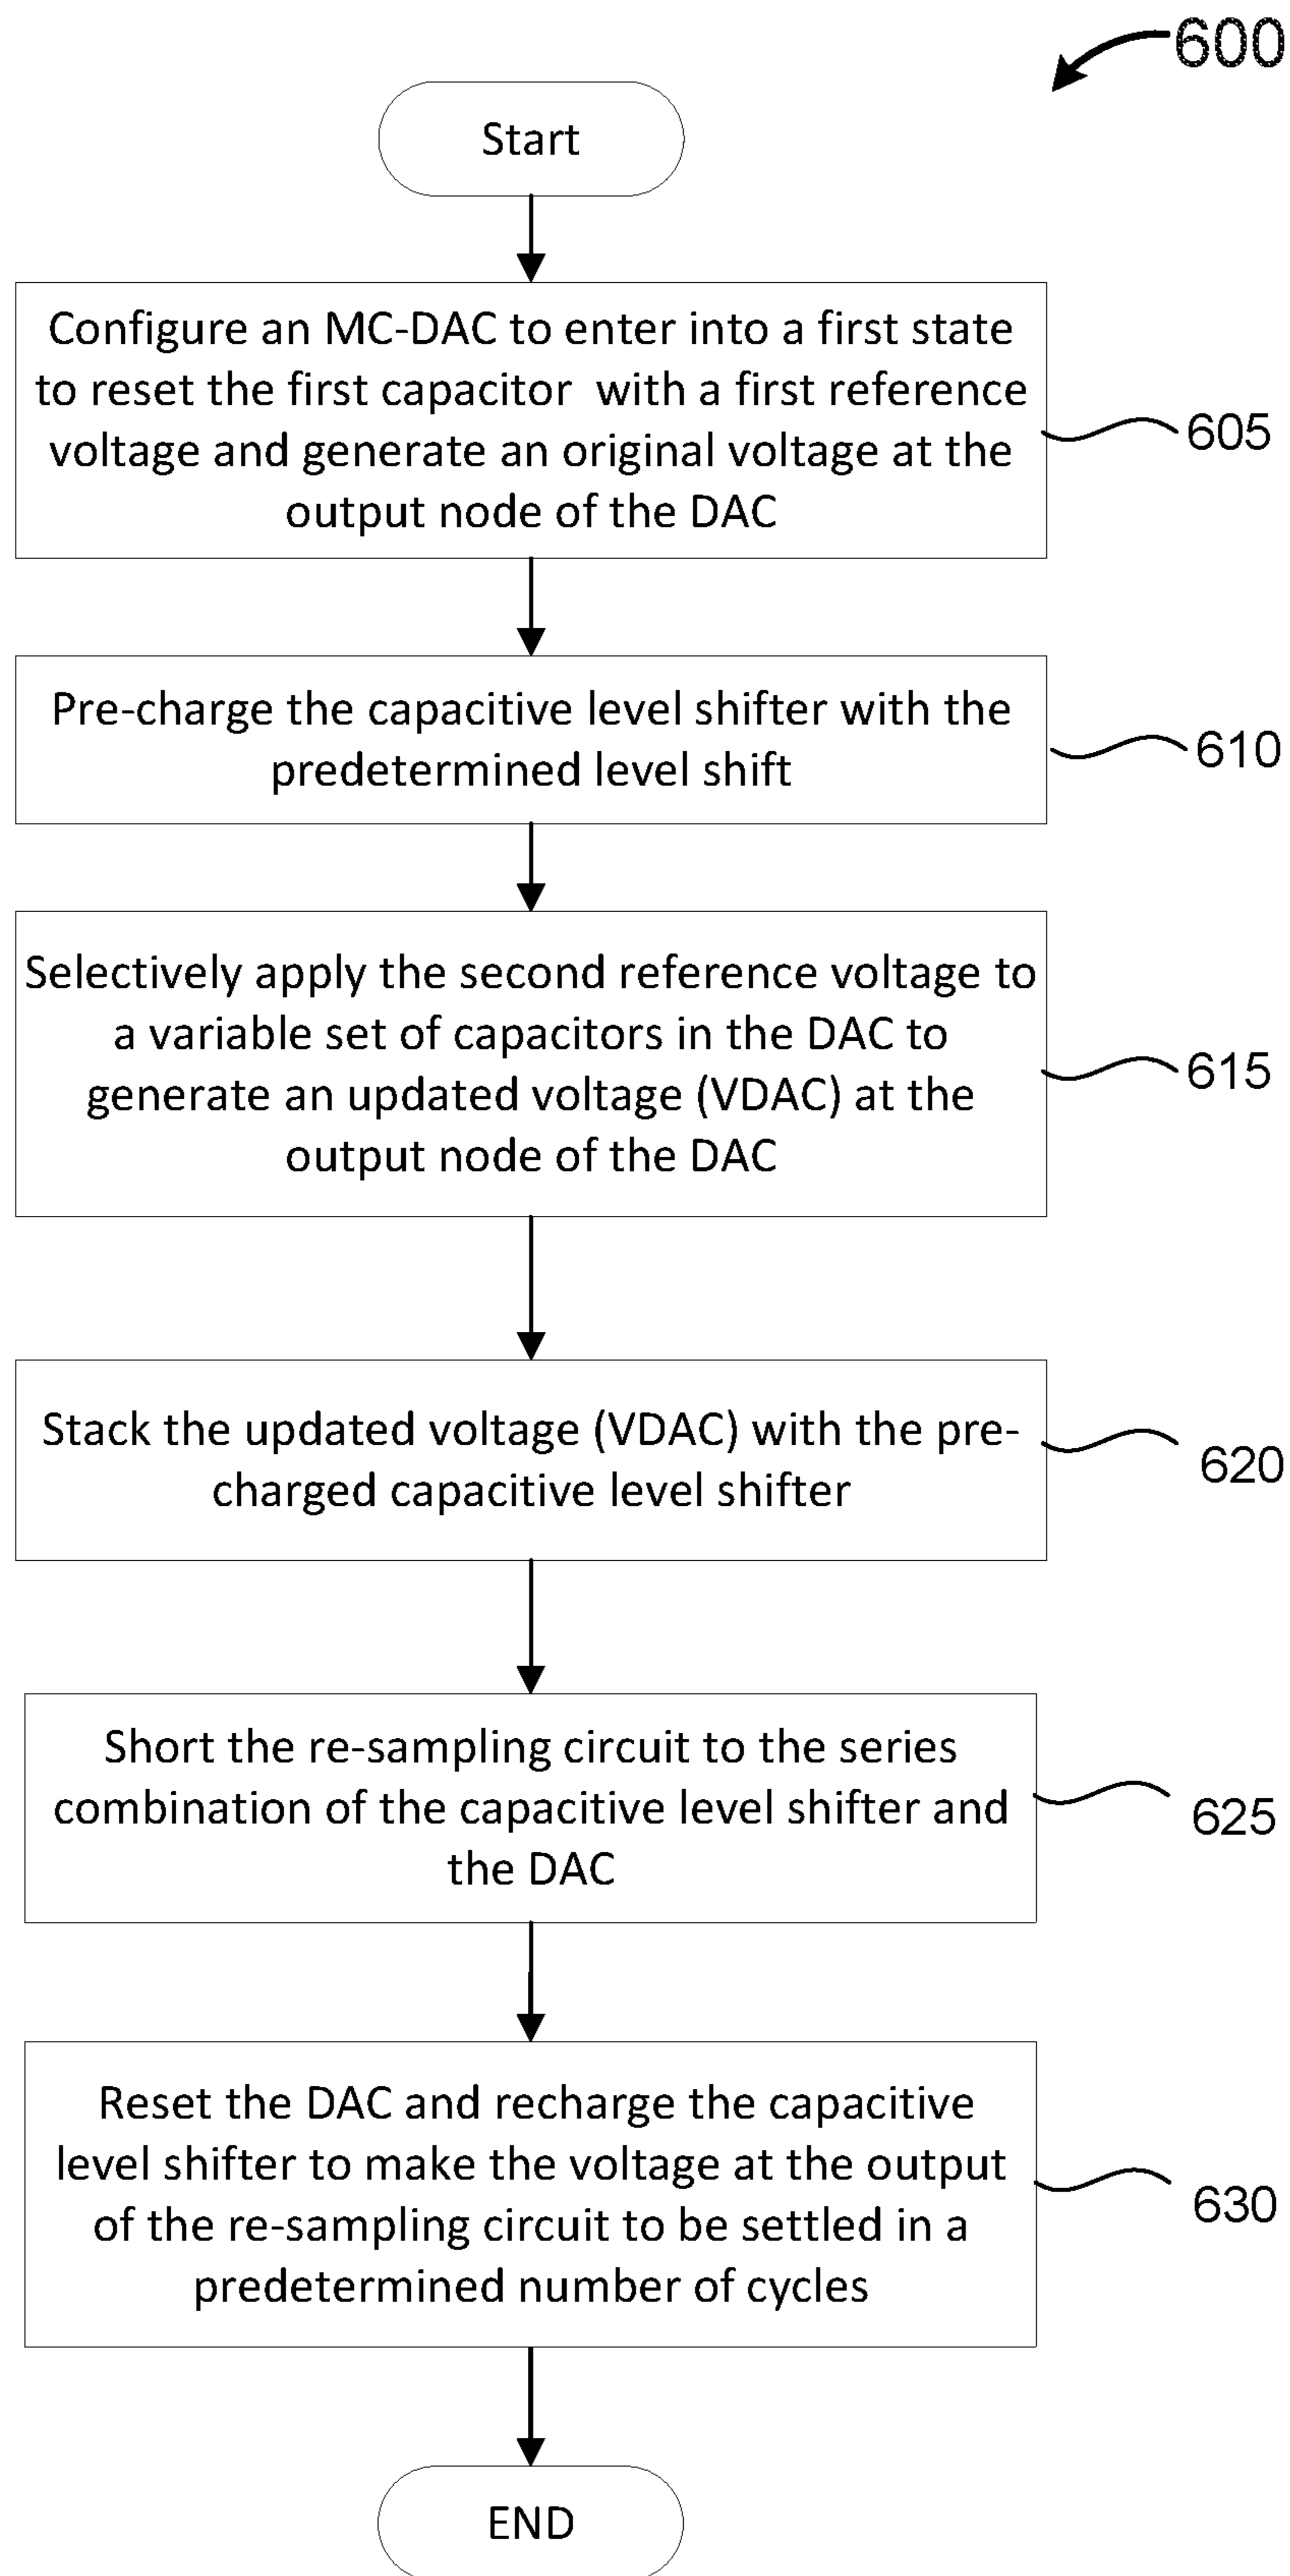 600
Start
Configure an MC-DAC to enter into a first state
to reset the first capacitor with a first reference
voltage and generate an original voltage at the
output node of the DAC
605
Pre-charge the capacitive level shifter with the
predetermined level shift
610
Selectively apply the second reference voltage to
a variable set of capacitors in the DAC to
generate an updated voltage (VDAC) at the
output node of the DAC
615
Stack the updated voltage (VDAC) with the pre-
charged capacitive level shifter
620
Short the re-sampling circuit to the series
combination of the capacitive level shifter and
the DAC
625
Reset the DAC and recharge the capacitive
level shifter to make the voltage at the output
of the re-sampling circuit to be settled in a
predetermined number of cycles
630
END